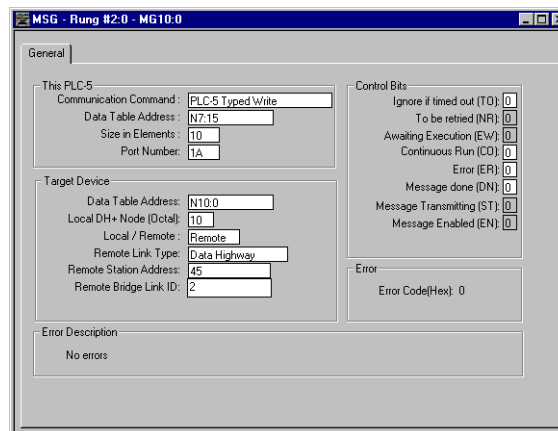 MSG - Rung #2:0 - MG10:0
General
This PLC-5
Communication Command : PLC-5 Typed Write
Data Table Address : N7:15
Size in Elements : 10
Port Number: 1A
Target Device
Data Table Address: N10:0
Local DH+ Node (Octal) 10
Local / Remote : Remote
Remote Link Type: Data Highway
Remote Station Address: 45
Remote Bridge Link ID: 2
Control Bits
Ignore if timed out (TO): 0
To be retried (NR): 0
Awaiting Execution (EW): 0
Continuous Run (CO): 0
Error (ER): 0
Message done (DN): 0
Message Transmitting (ST): 0
Message Enabled (EN): 0
Error
Error Code(Hex): 0
Error Description
No errors